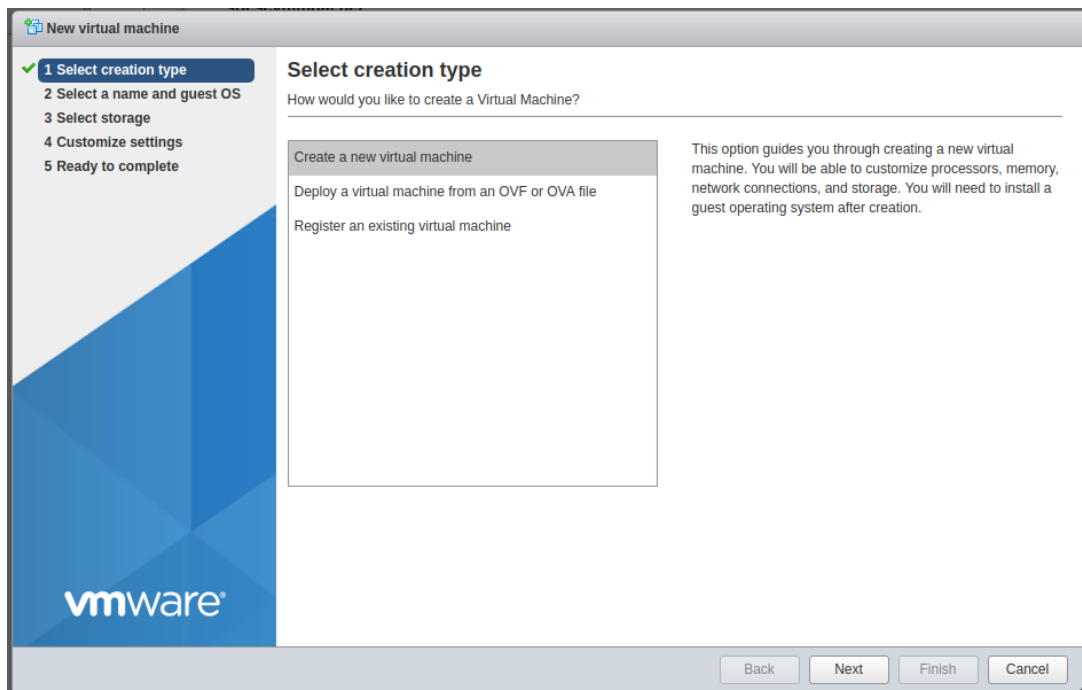 New virtual machine
1 Select creation type
2 Select a name and guest OS
3 Select storage
4 Customize settings
5 Ready to complete
Select creation type
How would you like to create a Virtual Machine?
Create a new virtual machine
Deploy a virtual machine from an OVF or OVA file
Register an existing virtual machine
This option guides you through creating a new virtual
machine. You will be able to customize processors, memory,
network connections, and storage. You will need to install a
guest operating system after creation.
vmware®
Back
Next
Finish
Cancel